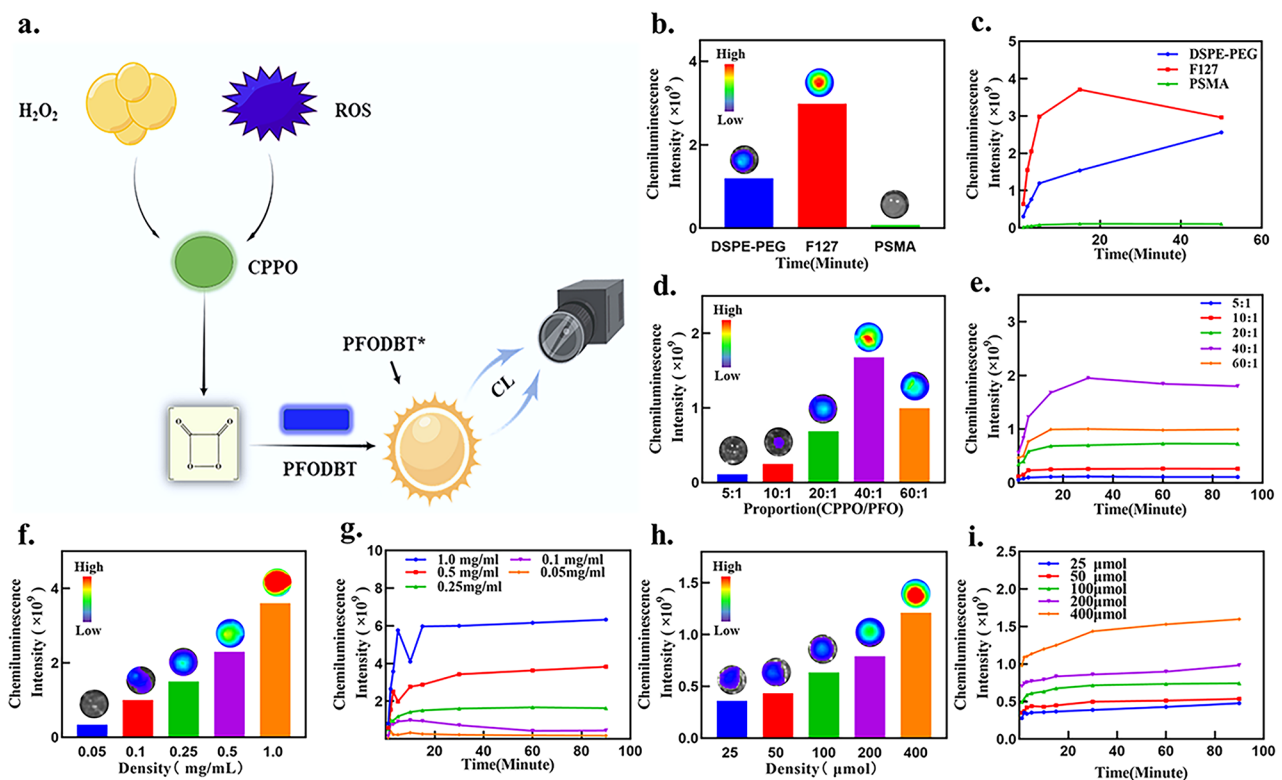 a.
H₂O₂
ROS
CPPO
PFODBT*
CL
PFODBT
O
O
O
O
b.
Chemiluminescence
Intensity ( ×10⁹)
4
2
0
High
Low
DSPE-PEG
F127
PSMA
Time(Minute)
c.
Chemiluminescence
Intensity ( ×10⁹)
5
4
3
2
1
0
DSPE-PEG
F127
PSMA
20
40
60
Time(Minute)
d.
Chemiluminescence
Intensity ( ×10⁹)
2
1
0
High
Low
5:1
10:1
20:1
40:1
60:1
Proportion(CPPO/PFO)
e.
Chemiluminescence
Intensity ( ×10⁹)
3
2
1
0
5:1
10:1
20:1
40:1
60:1
20
40
60
80
100
Time(Minute)
f.
Chemiluminescence
Intensity ( ×10⁹)
4
2
0
High
Low
0.05
0.1
0.25
0.5
1.0
Density( mg/mL)
g.
Chemiluminescence
Intensity ( ×10⁹)
10
8
6
4
2
1.0 mg/ml
0.5 mg/ml
0.25mg/ml
0.1 mg/ml
0.05mg/ml
20
40
60
80
100
Time(Minute)
h.
Chemiluminescence
Intensity ( ×10⁹)
1.5
1.0
0.5
0.0
High
Low
25
50
100
200
400
Density( μmol)
i.
Chemiluminescence
Intensity ( ×10⁹)
2.5
2.0
1.5
1.0
0.5
0.0
25 μmol
50 μmol
100μmol
200μmol
400μmol
20
40
60
80
100
Time(Minute)